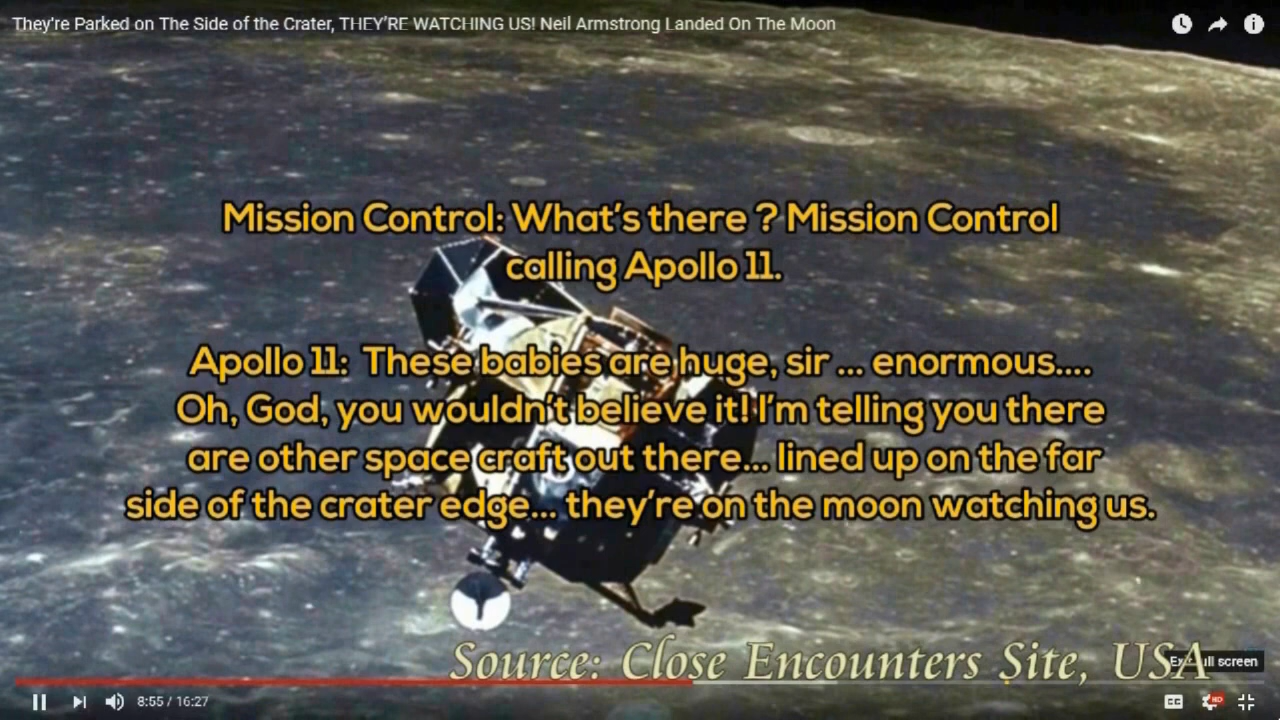 They're Parked on The Side of the Crater, THEY'RE WATCHING US! Neil Armstrong Landed On The Moon
Mission Control: What's there ? Mission Control
calling Apollo 11.
Apollo 11: These babies are huge, sir ... enormous....
Oh, God, you wouldn't believe it! I'm telling you there
are other space craft out there... lined up on the far
side of the crater edge... they're on the moon watching us.
Source: Close Encounters Site, USA
full screen
8:55 / 16:27
CC
HD